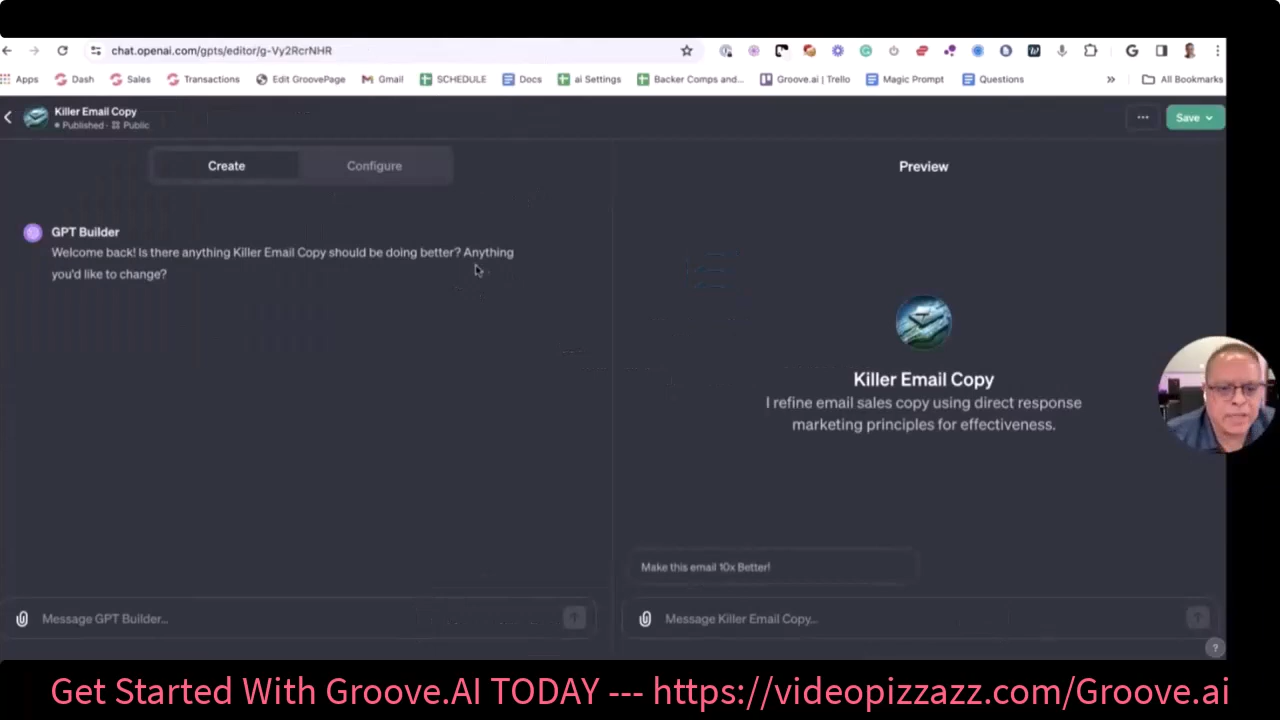 chat.openai.com/gpts/editor/g-Vy2RcrNHR
Apps Dash Sales Transactions Edit GroovePage Gmail SCHEDULE Docs ai Settings Backer Comps and... Groove.ai | Trello Magic Prompt Questions » All Bookmarks
Killer Email Copy
Published · Public
... Save
Create Configure
Preview
GPT Builder
Welcome back! Is there anything Killer Email Copy should be doing better? Anything
you'd like to change?
Killer Email Copy
I refine email sales copy using direct response
marketing principles for effectiveness.
Make this email 10x Better!
Message GPT Builder...
Message Killer Email Copy...
?
Get Started With Groove.AI TODAY --- https://videopizzazz.com/Groove.ai